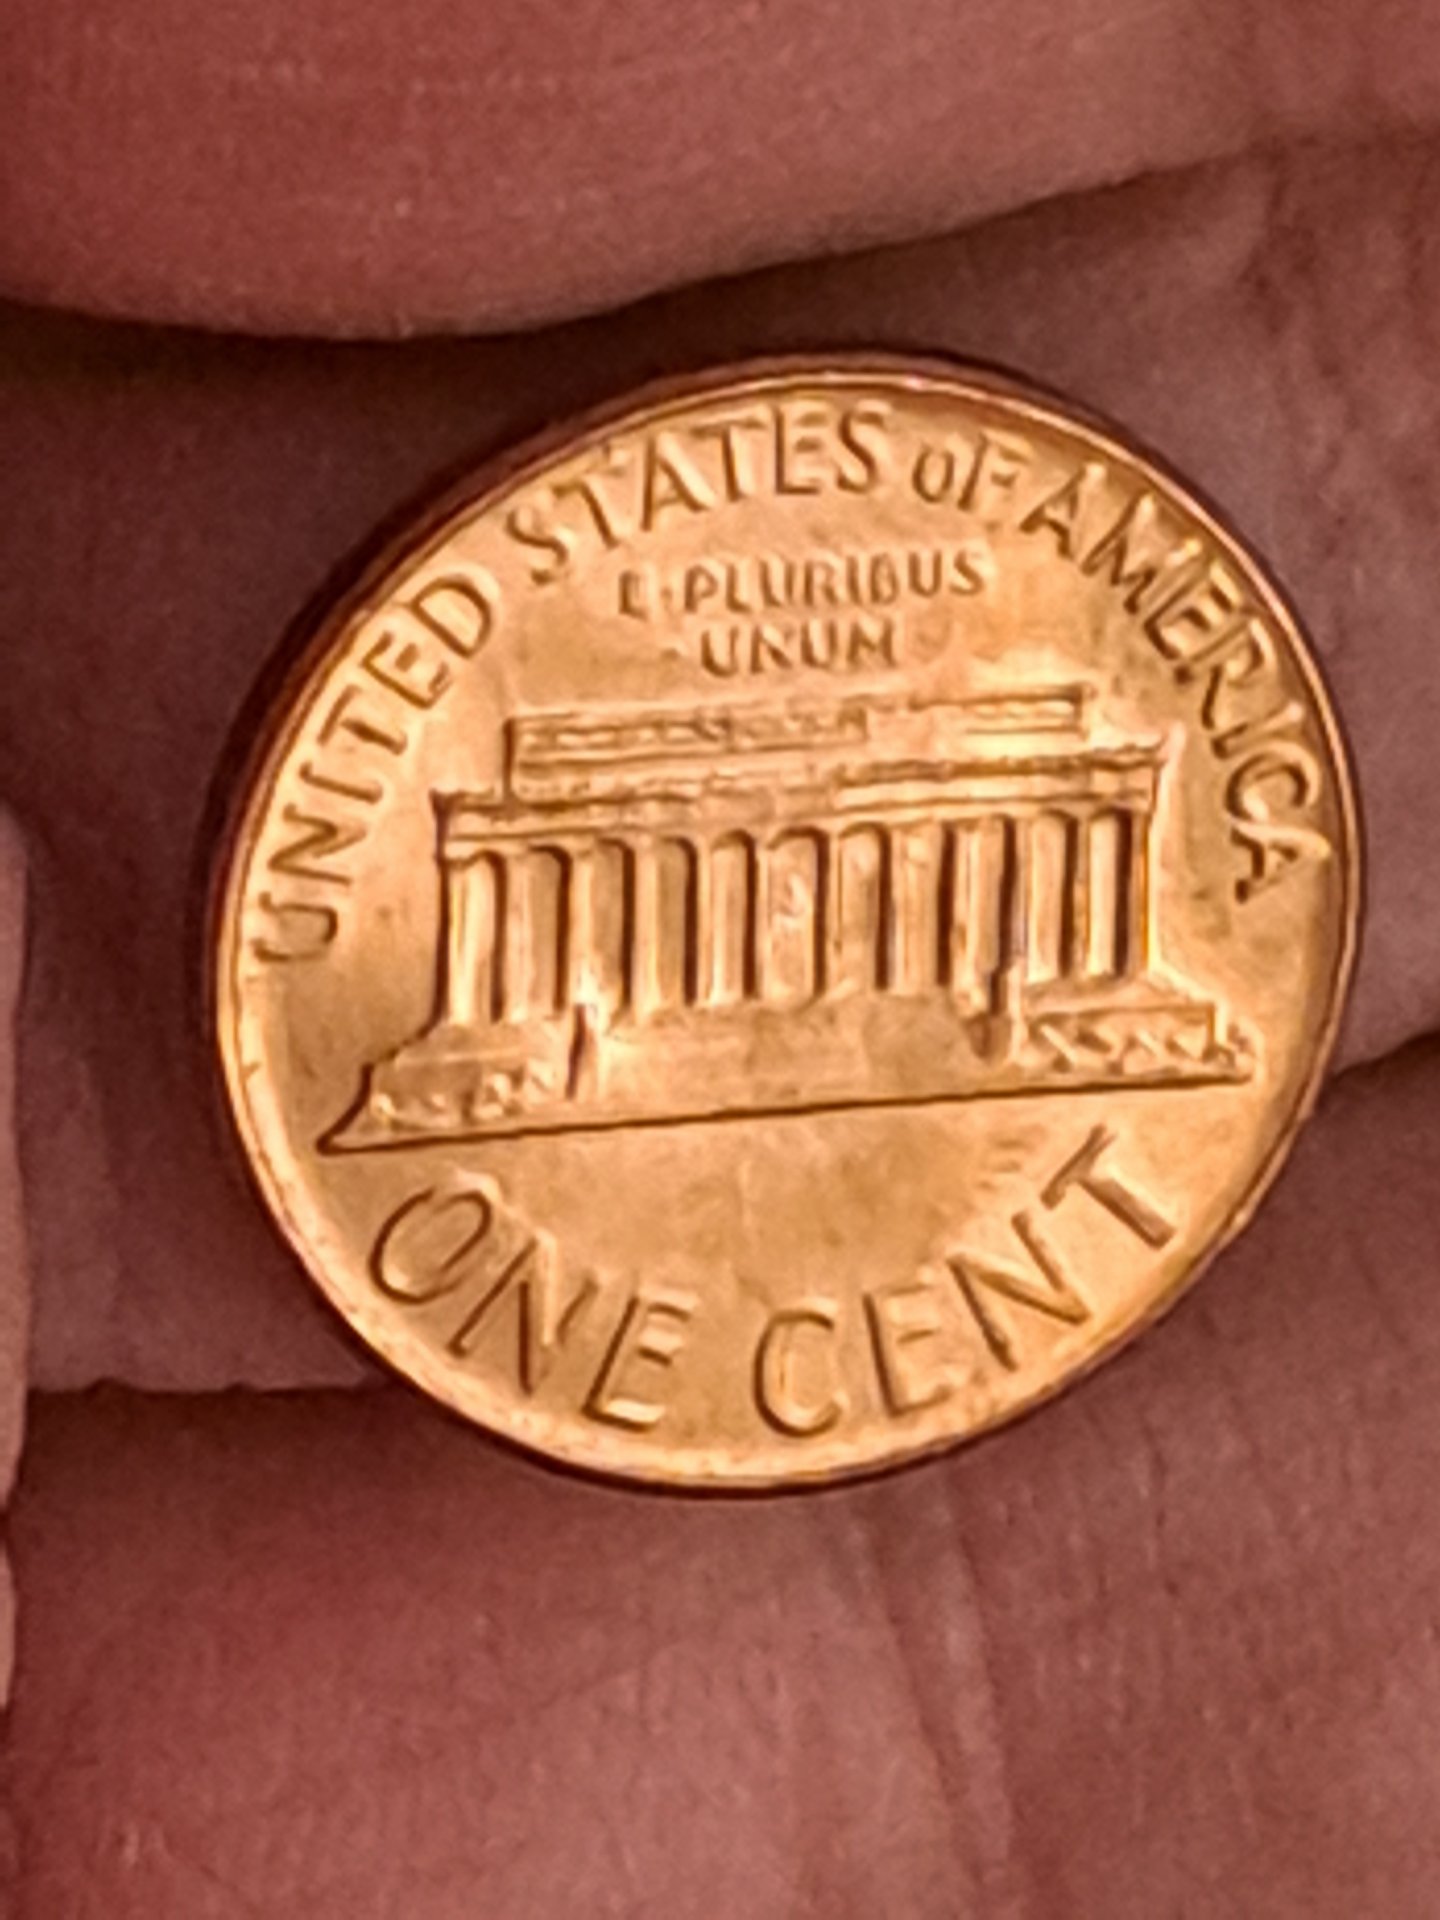 UNITED STATES OF AMERICA
E·PLURIBUS
UNUM
ONE CENT